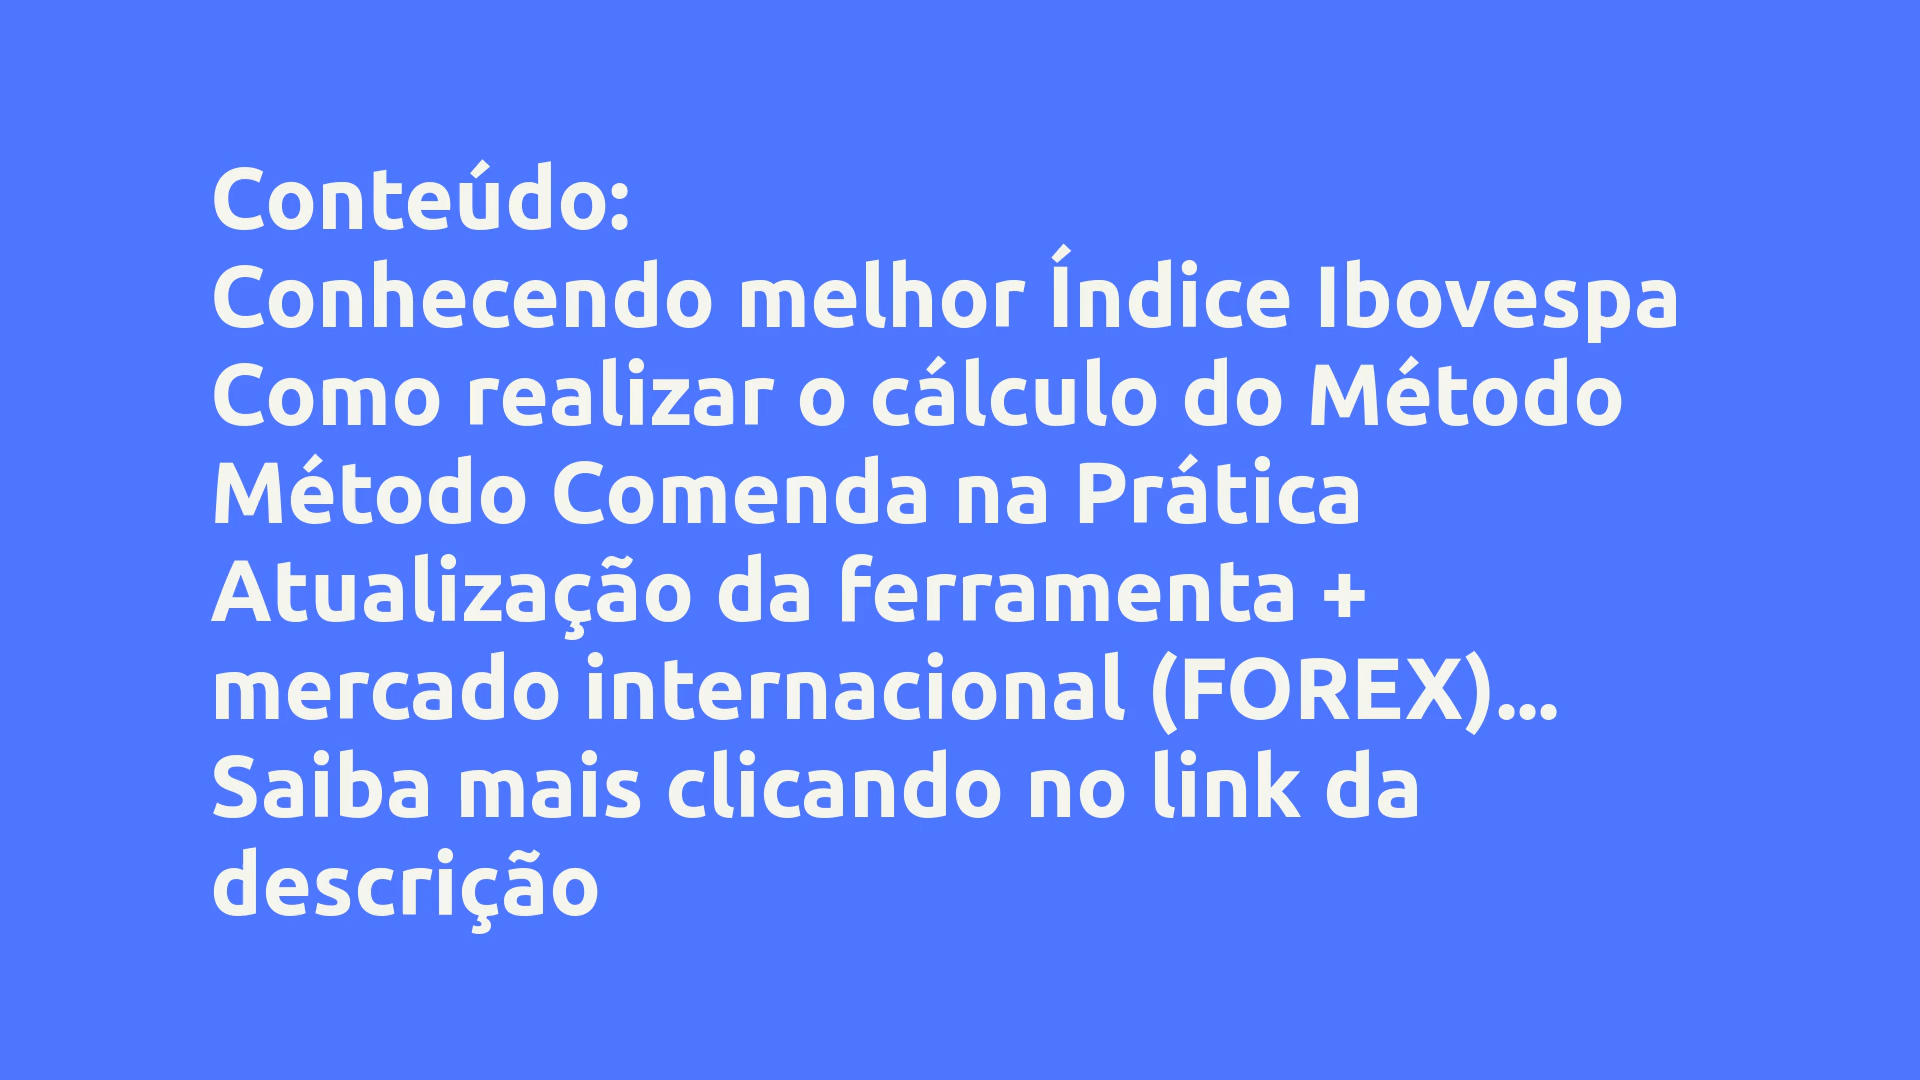 Conteúdo:
Conhecendo melhor Índice Ibovespa
Como realizar o cálculo do Método
Método Comenda na Prática
Atualização da ferramenta +
mercado internacional (FOREX)...
Saiba mais clicando no link da
descrição